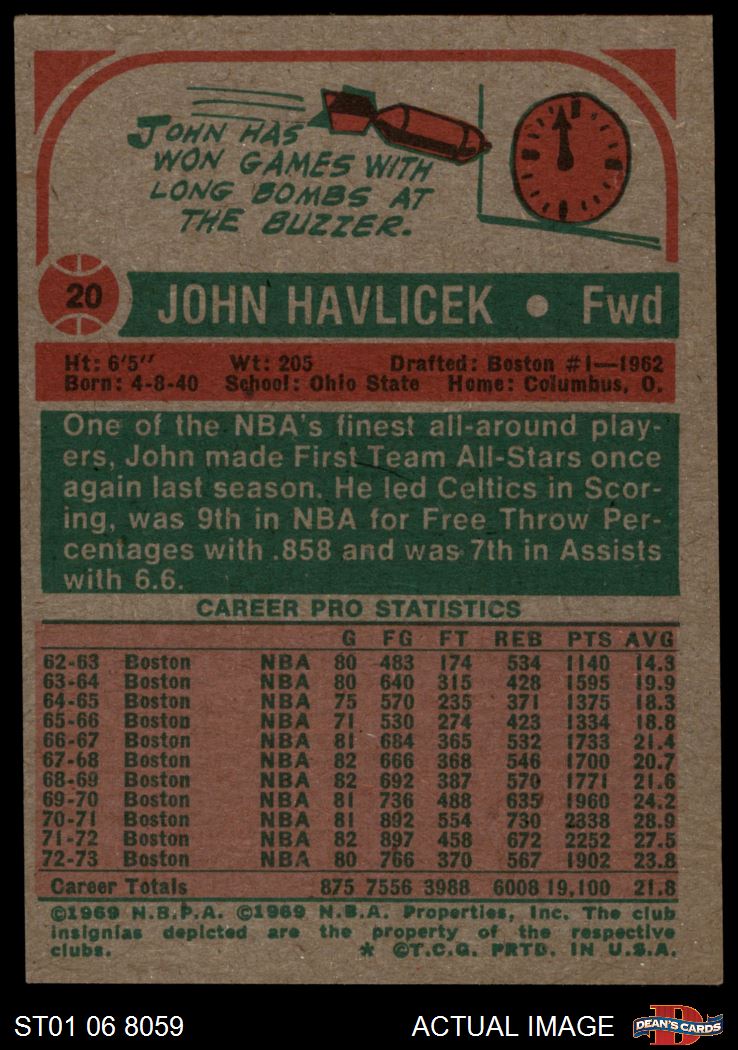 JOHN HAS
WON GAMES WITH
LONG BOMBS AT
THE BUZZER.
20 JOHN HAVLICEK • Fwd
Ht: 6'5" Wt: 205 Drafted: Boston #1—1962
Born: 4-8-40 School: Ohio State Home: Columbus, O.
One of the NBA's finest all-around play-
ers, John made First Team All-Stars once
again last season. He led Celtics in Scor-
ing, was 9th in NBA for Free Throw Per-
centages with .858 and was 7th in Assists
with 6.6.
CAREER PRO STATISTICS
G FG FT REB PTS AVG
62-63 Boston NBA 80 483 174 534 1140 14.3
63-64 Boston NBA 80 640 315 428 1595 19.9
64-65 Boston NBA 75 570 235 371 1375 18.3
65-66 Boston NBA 71 530 274 423 1334 18.8
66-67 Boston NBA 81 684 365 532 1733 21.4
67-68 Boston NBA 82 666 368 546 1700 20.7
68-69 Boston NBA 82 692 387 570 1771 21.6
69-70 Boston NBA 81 736 488 635 1960 24.2
70-71 Boston NBA 81 892 554 730 2338 28.9
71-72 Boston NBA 82 897 458 672 2252 27.5
72-73 Boston NBA 80 766 370 567 1902 23.8
Career Totals 875 7556 3988 6008 19,100 21.8
©1969 N.B.P.A. ©1969 N.B.A. Properties, Inc. The club
insignias depicted are the property of the respective
clubs. * ©T.C.G. PRTD. IN U.S.A.
ST01 06 8059 ACTUAL IMAGE D DEAN'S CARDS